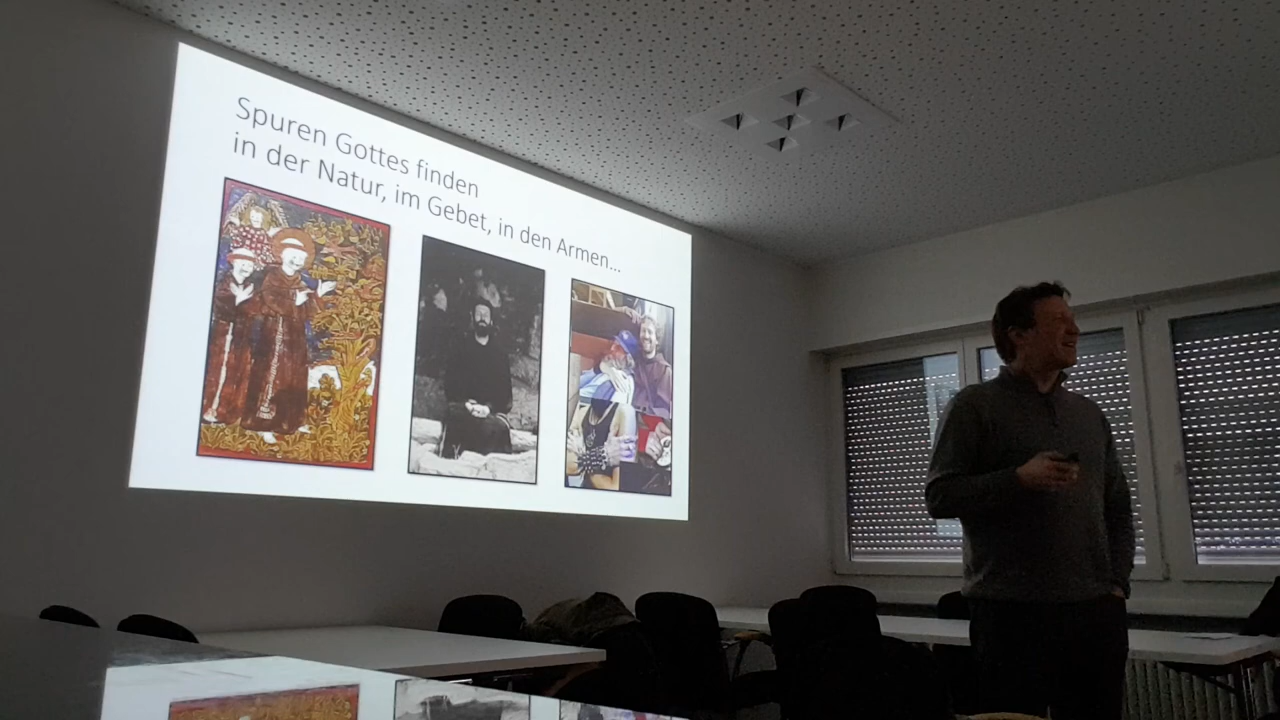 Spuren Gottes finden
in der Natur, im Gebet, in den Armen...